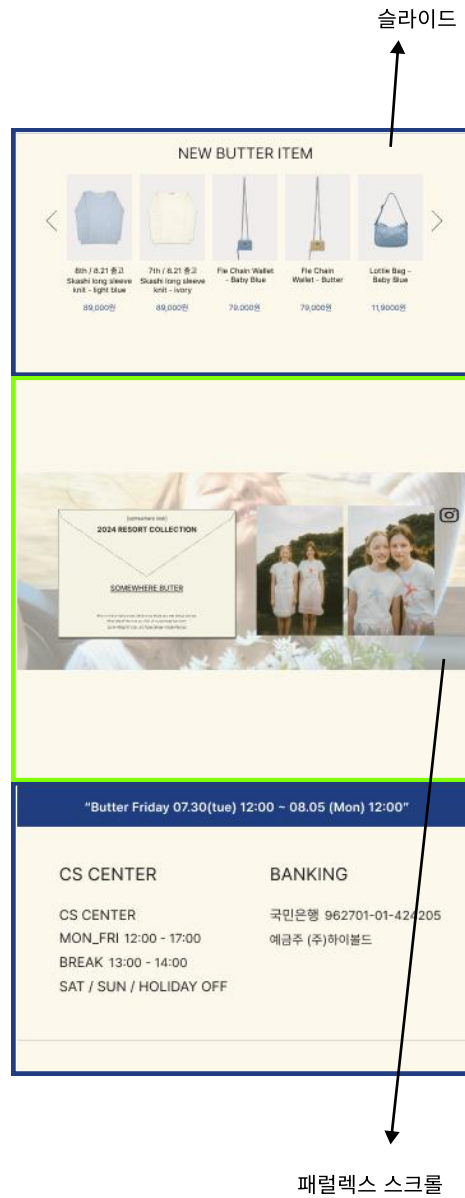 슬라이드
NEW BUTTER ITEM
8th / 8.21 출고
Skashi long sleeve
knit - light blue
89,000원
7th / 8.21 출고
Skashi long sleeve
knit - ivory
89,000원
Fle Chain Wallet
- Baby Blue
79,000원
Fle Chain
Wallet - Butter
79,000원
Lottie Bag -
Baby Blue
11,9000원
2024 RESORT COLLECTION
SOMEWHERE BUTER
“Butter Friday 07.30(tue) 12:00 ~ 08.05 (Mon) 12:00”
CS CENTER
CS CENTER
MON_FRI 12:00 - 17:00
BREAK 13:00 - 14:00
SAT / SUN / HOLIDAY OFF
BANKING
국민은행 962701-01-424205
예금주 (주)하이볼드
패럴렉스 스크롤